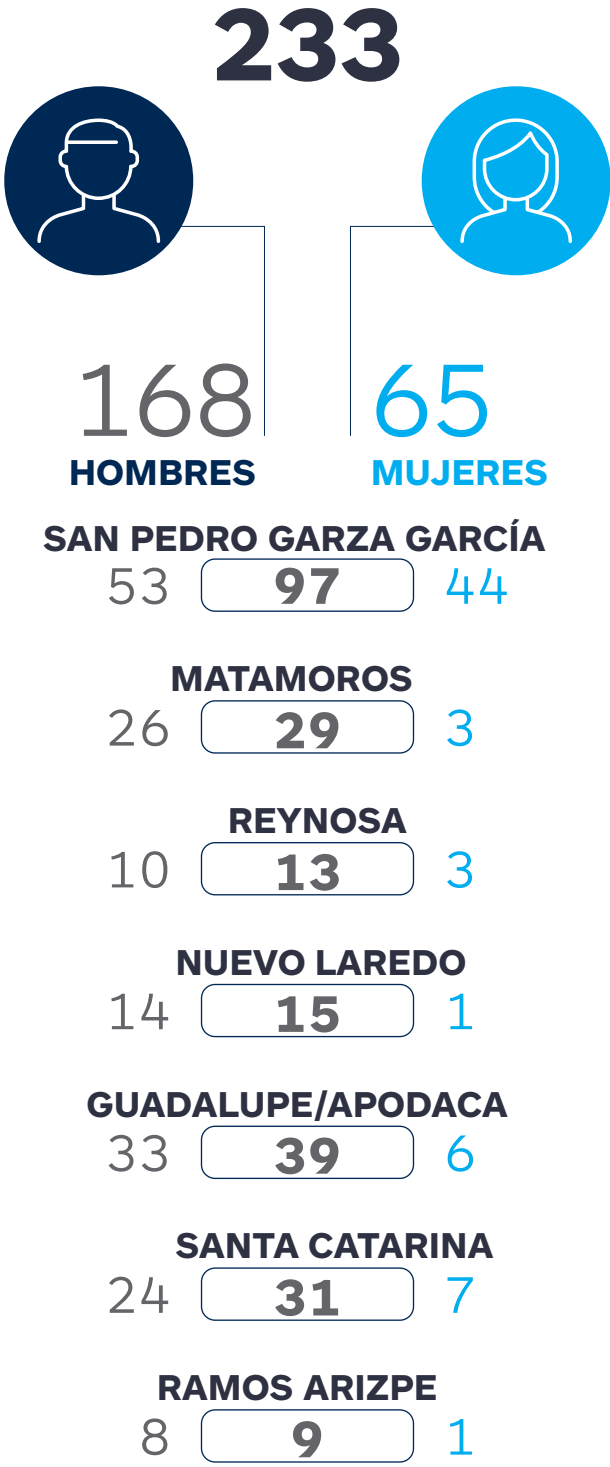 233
168 65
HOMBRES MUJERES
SAN PEDRO GARZA GARCÍA
53 97 44
MATAMOROS
26 29 3
REYNOSA
10 13 3
NUEVO LAREDO
14 15 1
GUADALUPE/APODACA
33 39 6
SANTA CATARINA
24 31 7
RAMOS ARIZPE
8 9 1